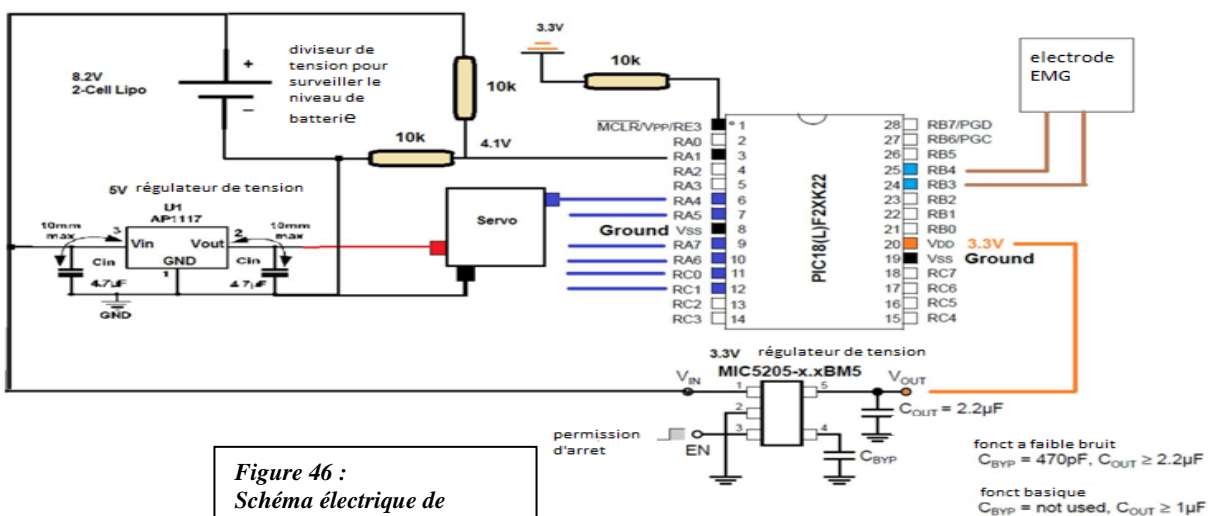 8.2V
2-Cell Lipo
+
−
diviseur de
tension pour
surveiller le
niveau de
batterie
10k
10k
4.1V
3.3V
10k
electrode
EMG
MCLR/VPP/RE3
RA0
RA1
RA2
RA3
RA4
RA5
Ground Vss
RA7
RA6
RC0
RC1
RC2
RC3
1
2
3
4
5
6
7
8
9
10
11
12
13
14
PIC18(L)F2XK22
28
27
26
25
24
23
22
21
20
19
18
17
16
15
RB7/PGD
RB6/PGC
RB5
RB4
RB3
RB2
RB1
RB0
VDD 3.3V
Vss Ground
RC7
RC6
RC5
RC4
5V régulateur de tension
U1
AP1117
10mm
max
10mm
max
3
2
Vin
Vout
GND
1
Cin
4.7µF
Cin
4.7µF
GND
Servo
3.3V régulateur de tension
MIC5205-x.xBM5
VIN
1
2
3
5
4
VOUT
COUT = 2.2µF
permission
d'arret
EN
CBYP
fonct a faible bruit
CBYP = 470pF, COUT ≥ 2.2µF
fonct basique
CBYP = not used, COUT ≥ 1µF
Figure 46 :
Schéma électrique de